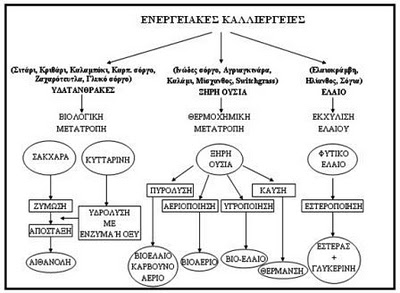 ΕΝΕΡΓΕΙΑΚΕΣ ΚΑΛΛΙΕΡΓΕΙΕΣ
(Σιτάρι, Κριθάρι, Καλαμπόκι, Καρπ. σόργο,
Ζαχαρότευτλα, Γλυκό σόργο)
ΥΔΑΤΑΝΘΡΑΚΕΣ
(Ινώδες σόργο, Αγριαγκινάρα,
Καλάμι, Μίσχανθος, Switchgrass)
ΞΗΡΗ ΟΥΣΙΑ
(Ελαιοκράμβη,
Ηλίανθος, Σόγια)
ΕΛΑΙΟ
ΒΙΟΛΟΓΙΚΗ
ΜΕΤΑΤΡΟΠΗ
ΘΕΡΜΟΧΗΜΙΚΗ
ΜΕΤΑΤΡΟΠΗ
ΕΚΧΥΛΙΣΗ
ΕΛΑΙΟΥ
ΣΑΚΧΑΡΑ
ΚΥΤΤΑΡΙΝΗ
ΞΗΡΗ
ΟΥΣΙΑ
ΦΥΤΙΚΟ
ΕΛΑΙΟ
ΠΥΡΟΛΥΣΗ
ΚΑΥΣΗ
ΖΥΜΩΣΗ
ΑΕΡΙΟΠΟΙΗΣΗ
ΥΓΡΟΠΟΙΗΣΗ
ΕΣΤΕΡΟΠΟΙΗΣΗ
ΑΠΟΣΤΑΞΗ
ΥΔΡΟΛΥΣΗ ΜΕ
ΕΝΖΥΜΑ Ή ΟΞΥ
ΑΙΘΑΝΟΛΗ
ΒΙΟΕΛΑΙΟ
ΚΑΡΒΟΥΝΟ
ΑΕΡΙΟ
ΒΙΟΑΕΡΙΟ
ΒΙΟ-ΕΛΑΙΟ
ΘΕΡΜΑΝΣΗ
ΕΣΤΕΡΑΣ
+
ΓΛΥΚΕΡΙΝΗ